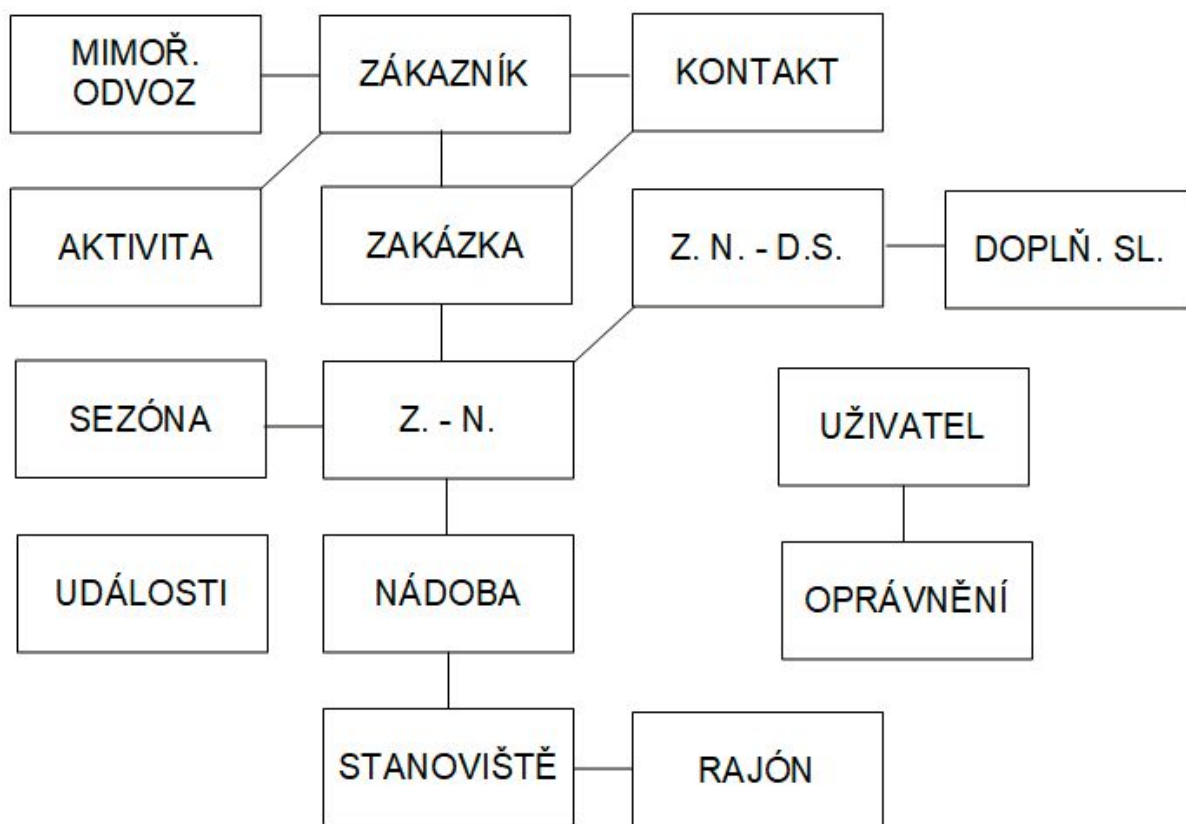 MIMOŘ.
ODVOZ
ZÁKAZNÍK
KONTAKT
AKTIVITA
ZAKÁZKA
Z. N. - D.S.
DOPLŇ. SL.
SEZÓNA
Z. - N.
UŽIVATEL
UDÁLOSTI
NÁDOBA
OPRÁVNĚNÍ
STANOVIŠTĚ
RAJÓN